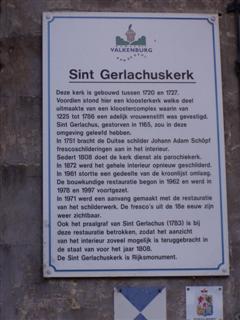 VALKENBURG
AAN DE GEUL
Sint Gerlachuskerk
Deze kerk is gebouwd tussen 1720 en 1727.
Voordien stond hier een kloosterkerk welke deel
uitmaakte van een kloostercomplex waarin van
1225 tot 1786 een adelijk vrouwenstift was gevestigd.
Sint Gerlachus, gestorven in 1165, zou in deze
omgeving geleefd hebben.
In 1751 bracht de Duitse schilder Johann Adam Schöpf
frescoschilderingen aan in het interieur.
Sedert 1808 doet de kerk dienst als parochiekerk.
In 1872 werd het gehele interieur opnieuw geschilderd.
In 1961 stortte een gedeelte van de kroonlijst omlaag.
De bouwkundige restauratie begon in 1962 en werd in
1978 en 1997 voortgezet.
In 1971 werd een aanvang gemaakt met de restauratie
van het schilderwerk. De fresco's uit de 18e eeuw zijn
weer zichtbaar.
Ook het praalgraf van Sint Gerlachus (1783) is bij
deze restauratie betrokken, zodat het aanzicht
van het interieur zoveel mogelijk is teruggebracht in
de staat van voor het jaar 1808.
De Sint Gerlachuskerk is Rijksmonument.